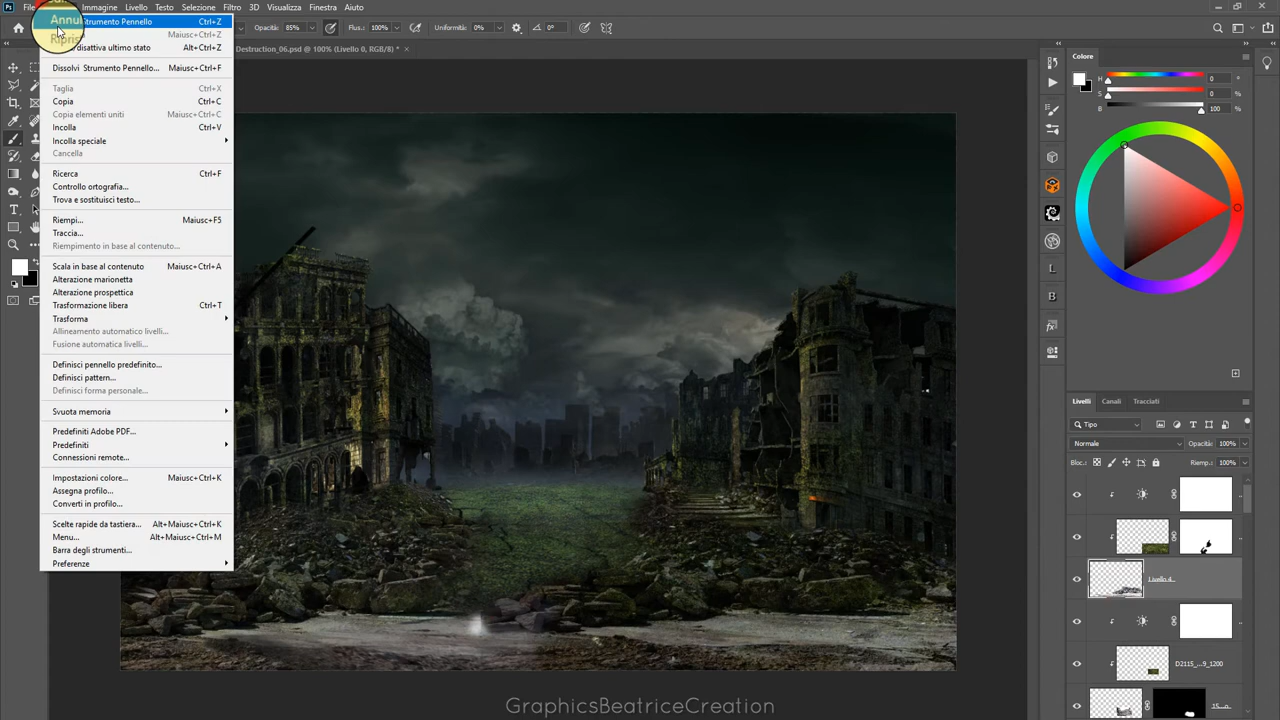 File
Immagine Livello Testo Selezione Filtro 3D Visualizza Finestra Aiuto
Opacità: 85% Flus.: 100% Uniformità: 0% 0°
Destruction_06.psd @ 100% (Livello 0, RGB/8) *
Strumento Pennello Ctrl+Z
Maiusc+Ctrl+Z
disattiva ultimo stato Alt+Ctrl+Z
Dissolvi Strumento Pennello... Maiusc+Ctrl+F
Taglia Ctrl+X
Copia Ctrl+C
Copia elementi uniti Maiusc+Ctrl+C
Incolla Ctrl+V
Incolla speciale
Cancella
Ricerca Ctrl+F
Controllo ortografia...
Trova e sostituisci testo...
Riempi... Maiusc+F5
Traccia...
Riempimento in base al contenuto...
Scala in base al contenuto Maiusc+Ctrl+A
Alterazione marionetta
Alterazione prospettica
Trasformazione libera Ctrl+T
Trasforma
Allineamento automatico livelli...
Fusione automatica livelli...
Definisci pennello predefinito...
Definisci pattern...
Definisci forma personale...
Svuota memoria
Predefiniti Adobe PDF...
Predefiniti
Connessioni remote...
Impostazioni colore... Maiusc+Ctrl+K
Assegna profilo...
Converti in profilo...
Scelte rapide da tastiera... Alt+Maiusc+Ctrl+K
Menu... Alt+Maiusc+Ctrl+M
Barra degli strumenti...
Preferenze
Colore
H 0 °
S 0 %
B 100 %
Livelli Canali Tracciati
Tipo
Normale Opacità: 100%
Bloc.: Riemp.: 100%
Livello 4...
D2115_..._9_1200
15...o...
GraphicsBeatriceCreation